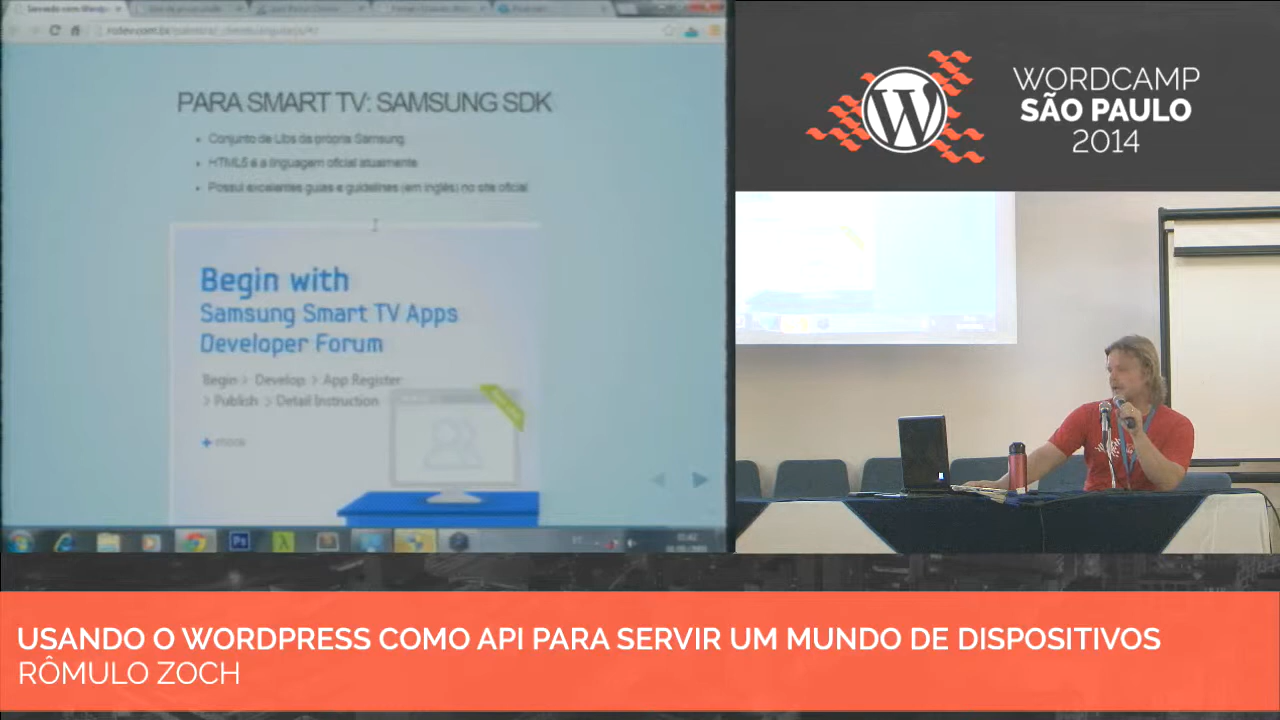 PARA SMART TV: SAMSUNG SDK
Conjunto de Libs da própria Samsung
HTML5 é a linguagem oficial atualmente
Possui excelentes guias e guidelines (em inglês) no site oficial
Begin with
Samsung Smart TV Apps
Developer Forum
Begin > Develop > App Register
> Publish > Detail Instruction
+ ebook
Ps
WORDCAMP
SÃO PAULO
2014
USANDO O WORDPRESS COMO API PARA SERVIR UM MUNDO DE DISPOSITIVOS
RÔMULO ZOCH